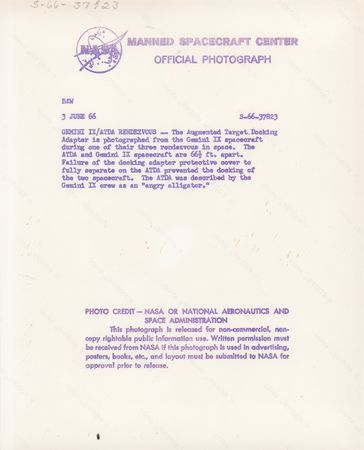 S-66-37823
NASA
MANNED SPACECRAFT CENTER
OFFICIAL PHOTOGRAPH
B&W
3 JUNE 66 S-66-37823
GEMINI IX/ATDA RENDEZVOUS -- The Augmented Target Docking
Adapter is photographed from the Gemini IX spacecraft
during one of their three rendezvous in space. The
ATDA and Gemini IX spacecraft are 66½ ft. apart.
Failure of the docking adapter protective cover to
fully separate on the ATDA prevented the docking of
the two spacecraft. The ATDA was described by the
Gemini IX crew as an "angry alligator."
PHOTO CREDIT — NASA OR NATIONAL AERONAUTICS AND
SPACE ADMINISTRATION
This photograph is released for non-commercial, non-
copy rightable public information use. Written permission must
be received from NASA if this photograph is used in advertising,
posters, books, etc., and layout must be submitted to NASA for
approval prior to release.